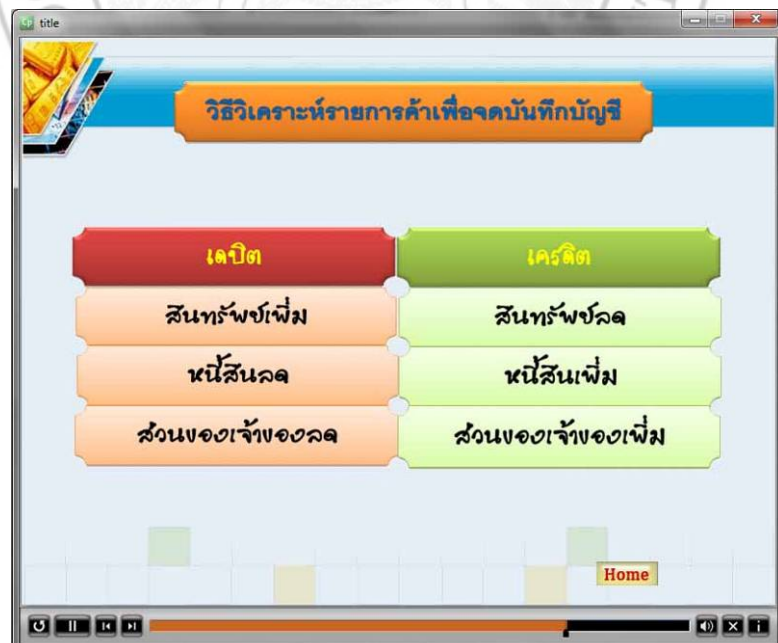 title
วิธีวิเคราะห์รายการค้าเพื่อจดบันทึกบัญชี
เดบิต
เครดิต
สินทรัพย์เพิ่ม
สินทรัพย์ลด
หนี้สินลด
หนี้สินเพิ่ม
ส่วนของเจ้าของลด
ส่วนของเจ้าของเพิ่ม
Home